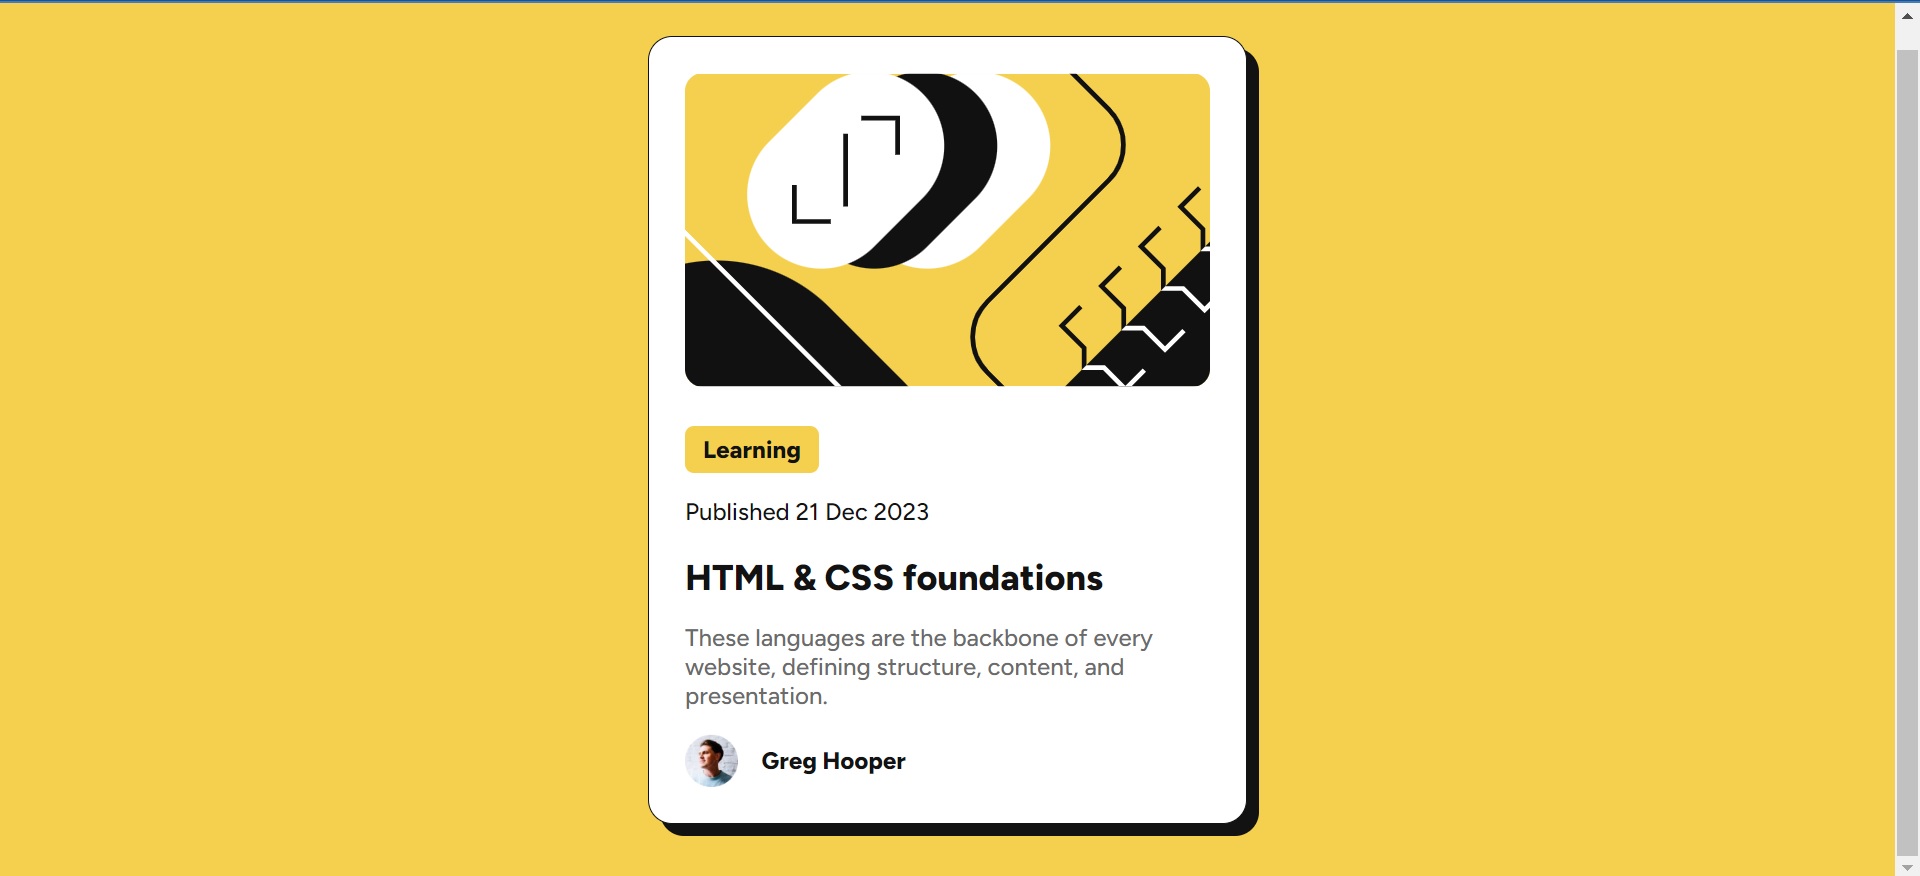 Learning
Published 21 Dec 2023
HTML & CSS foundations
These languages are the backbone of every
website, defining structure, content, and
presentation.
Greg Hooper